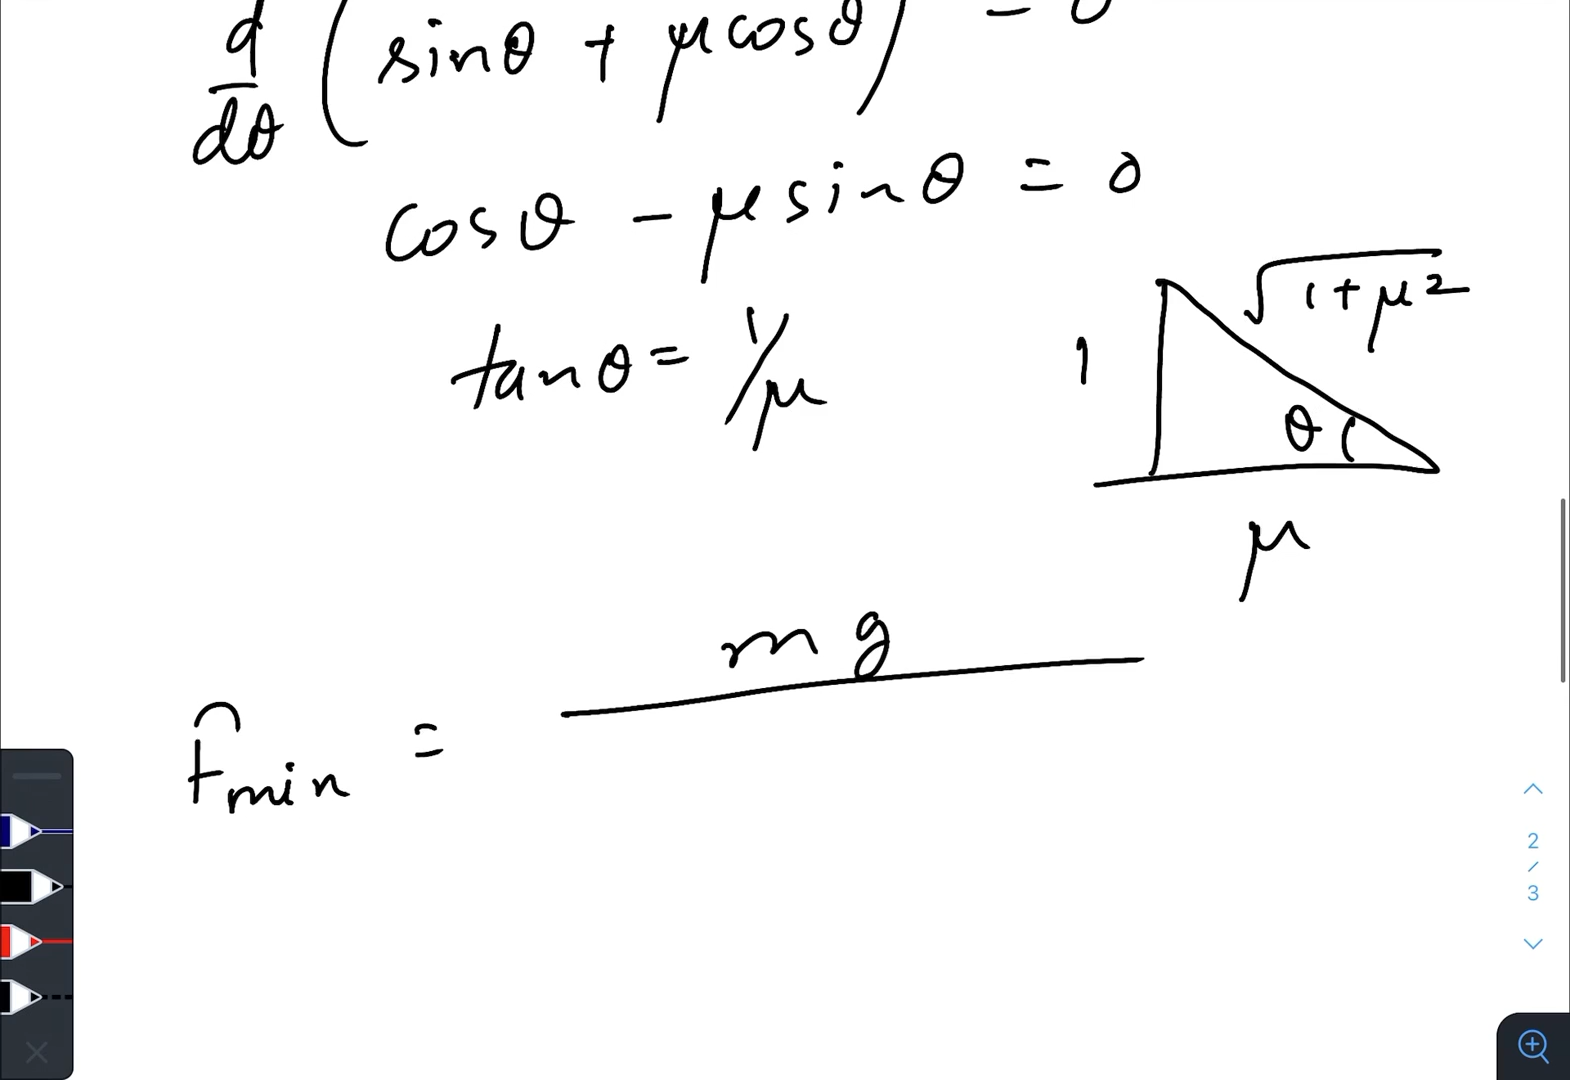 d/dθ (sinθ + μcosθ) = 0
cosθ - μsinθ = 0
tanθ = 1/μ
√1+μ²
1
θ
μ
mg
Fmin =
2
/
3